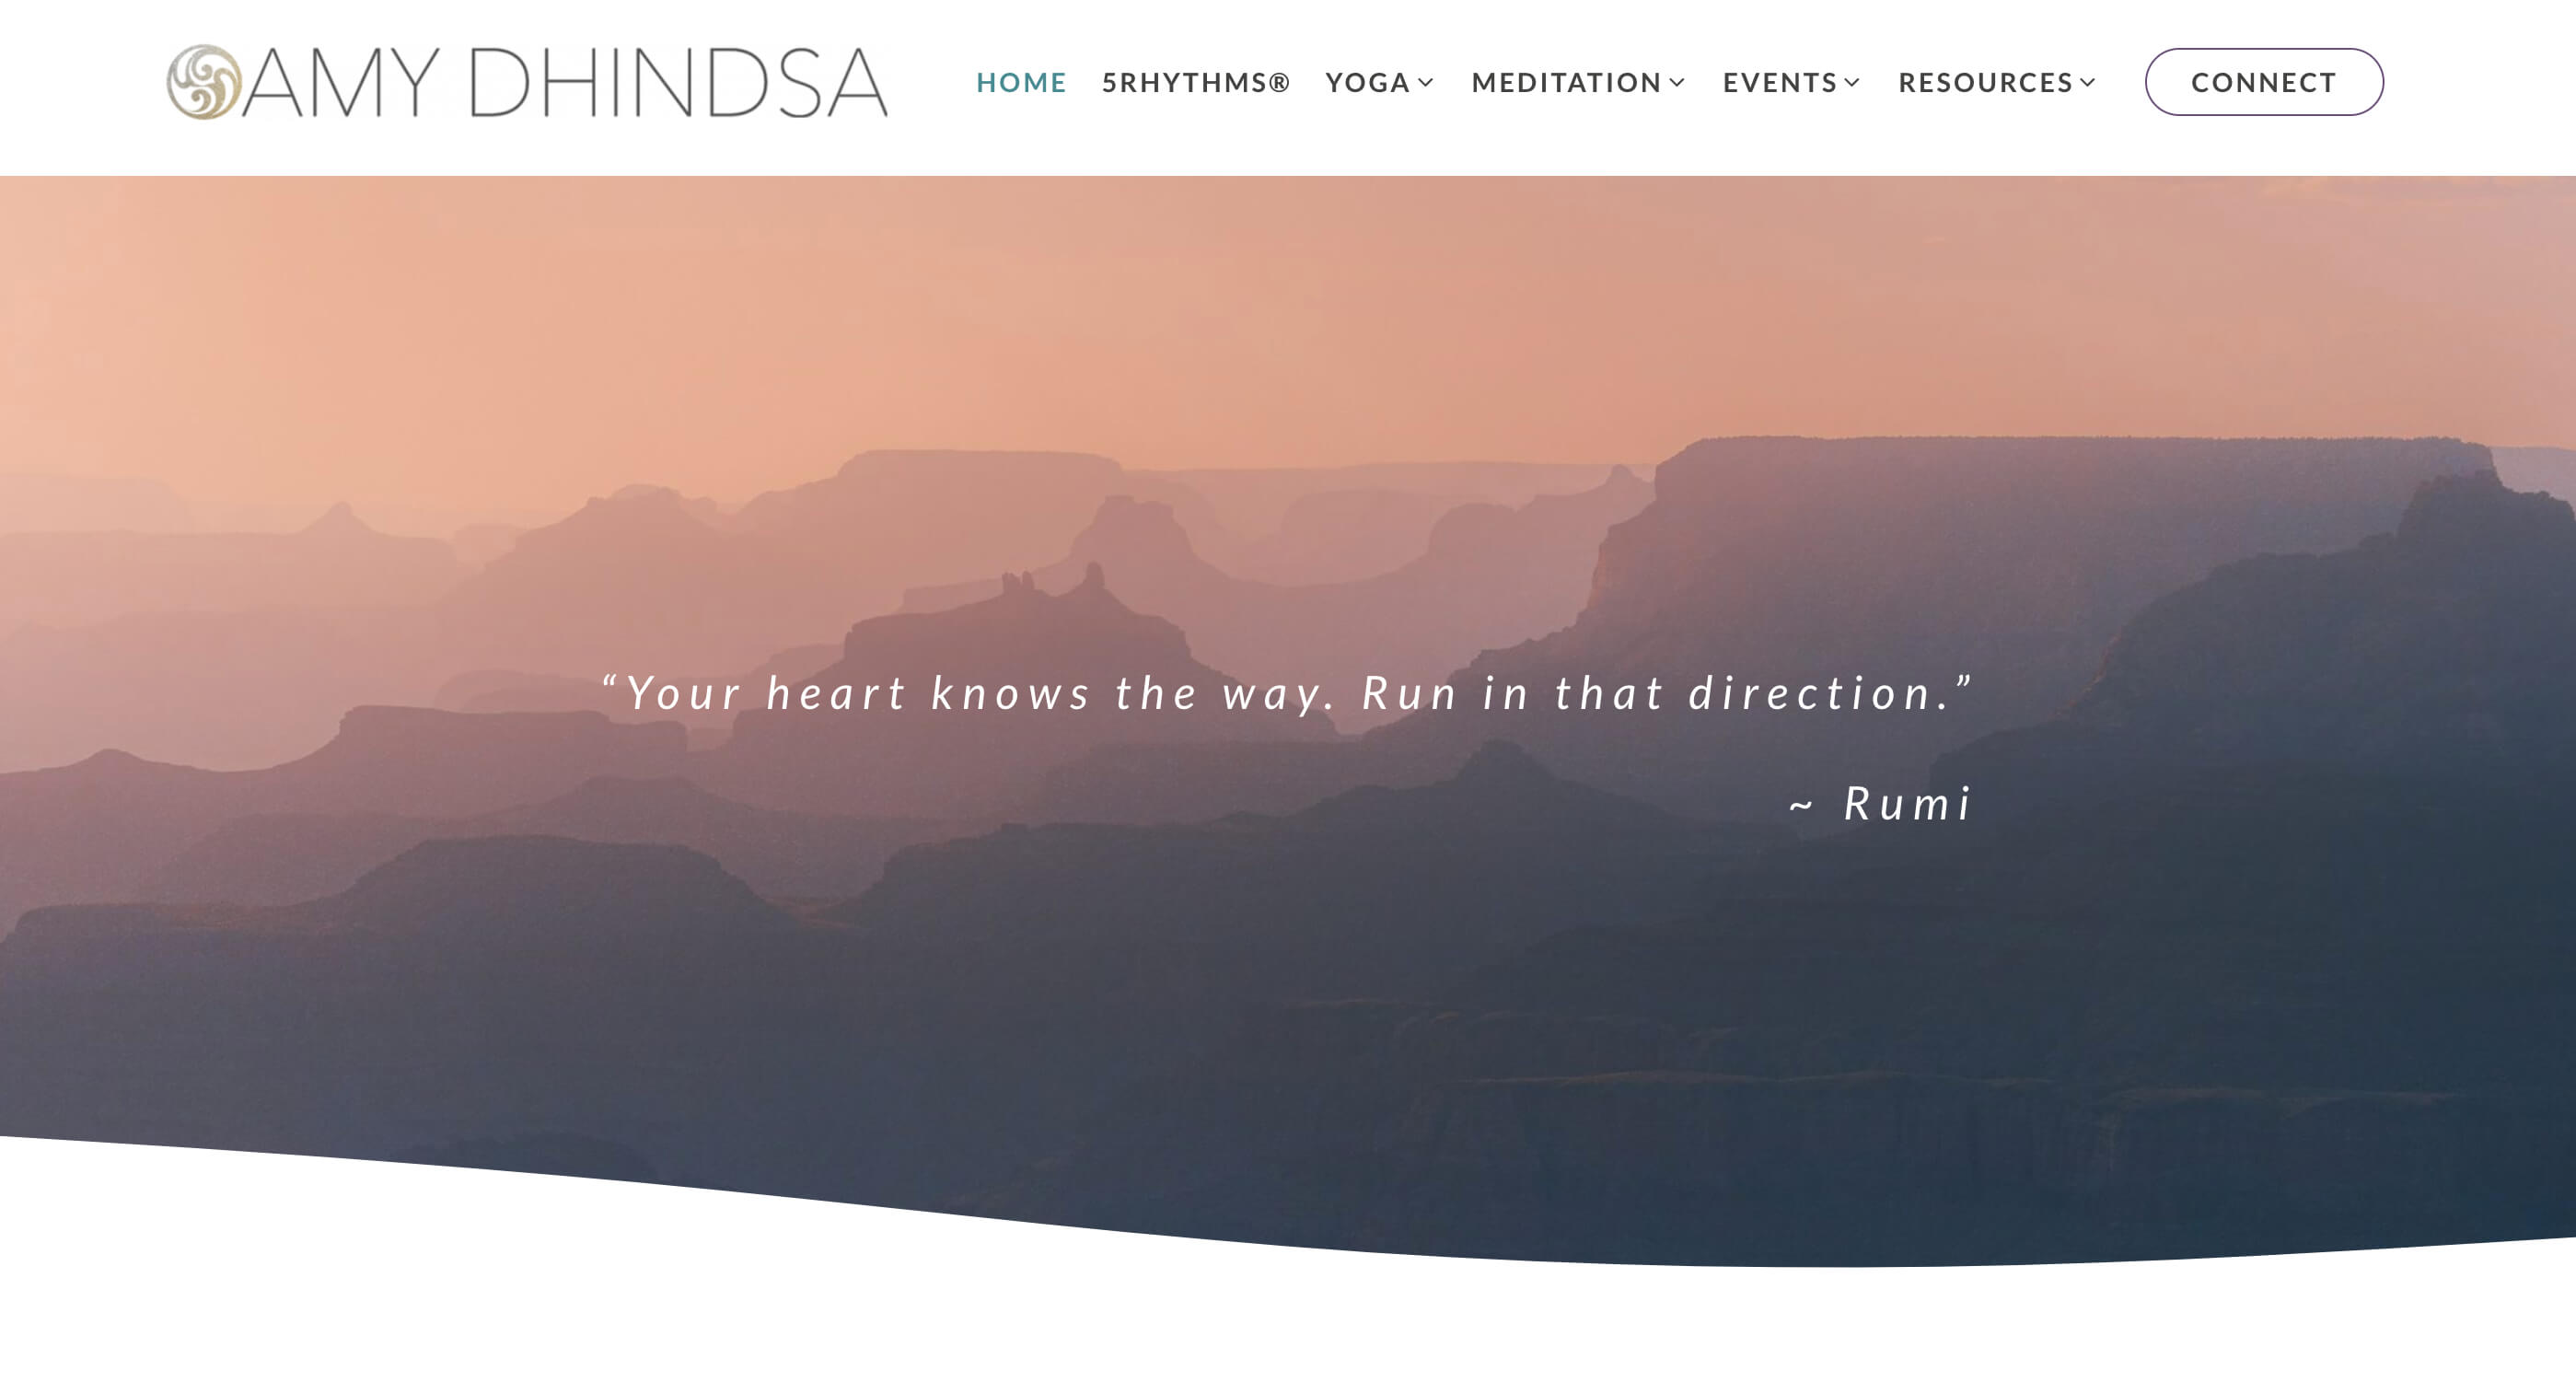 AMY DHINDSA
HOME 5RHYTHMS® YOGA MEDITATION EVENTS RESOURCES CONNECT
“Your heart knows the way. Run in that direction.”
~ Rumi